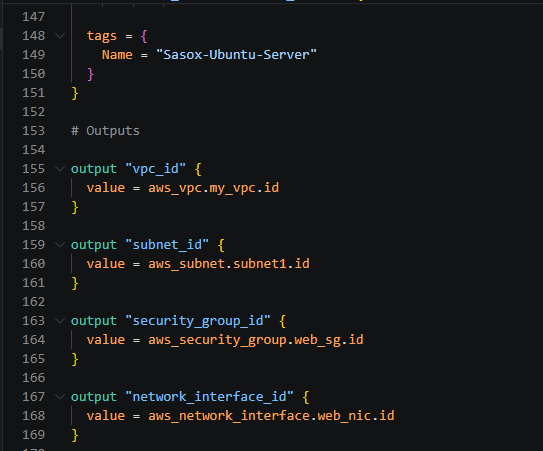 147
148 tags = {
149 Name = "Sasox-Ubuntu-Server"
150 }
151 }
152
153 # Outputs
154
155 output "vpc_id" {
156 value = aws_vpc.my_vpc.id
157 }
158
159 output "subnet_id" {
160 value = aws_subnet.subnet1.id
161 }
162
163 output "security_group_id" {
164 value = aws_security_group.web_sg.id
165 }
166
167 output "network_interface_id" {
168 value = aws_network_interface.web_nic.id
169 }